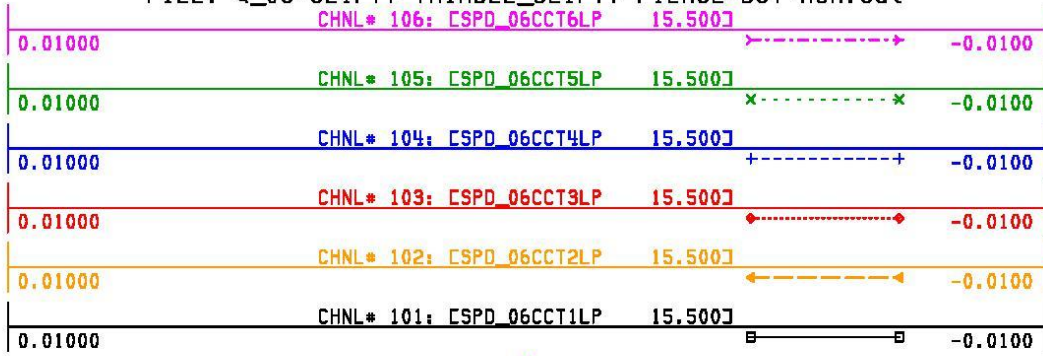 CHNL# 106: [SPD_06CCT6LP 15.500]
0.01000 -0.0100
CHNL# 105: [SPD_06CCT5LP 15.500]
0.01000 -0.0100
CHNL# 104: [SPD_06CCT4LP 15.500]
0.01000 -0.0100
CHNL# 103: [SPD_06CCT3LP 15.500]
0.01000 -0.0100
CHNL# 102: [SPD_06CCT2LP 15.500]
0.01000 -0.0100
CHNL# 101: [SPD_06CCT1LP 15.500]
0.01000 -0.0100